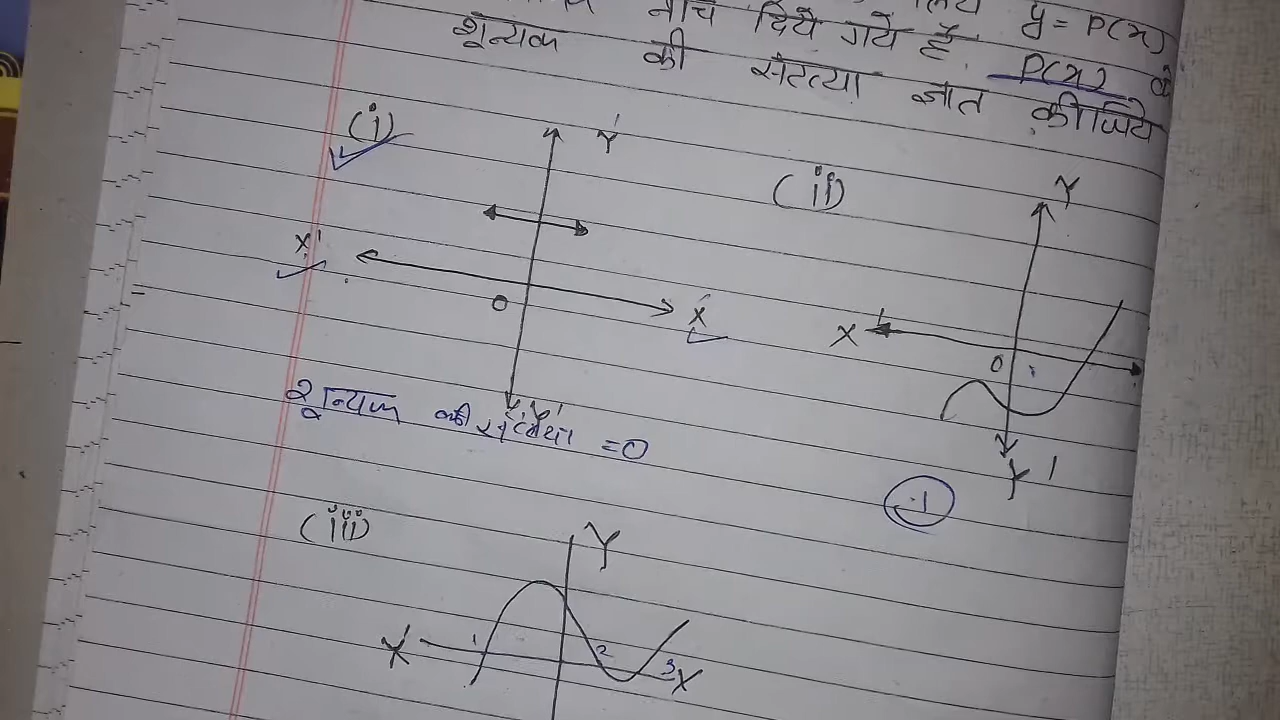 नीचे दिये गये हैं. y = P(x)
P(x) के
शून्यक की संख्या ज्ञात कीजिये
(i)
Y
(ii)
Y
X'
O
X
X
O
Y'
शून्यक की संख्या = 0
Y'
1
(iii)
Y
X
1
2
3
X